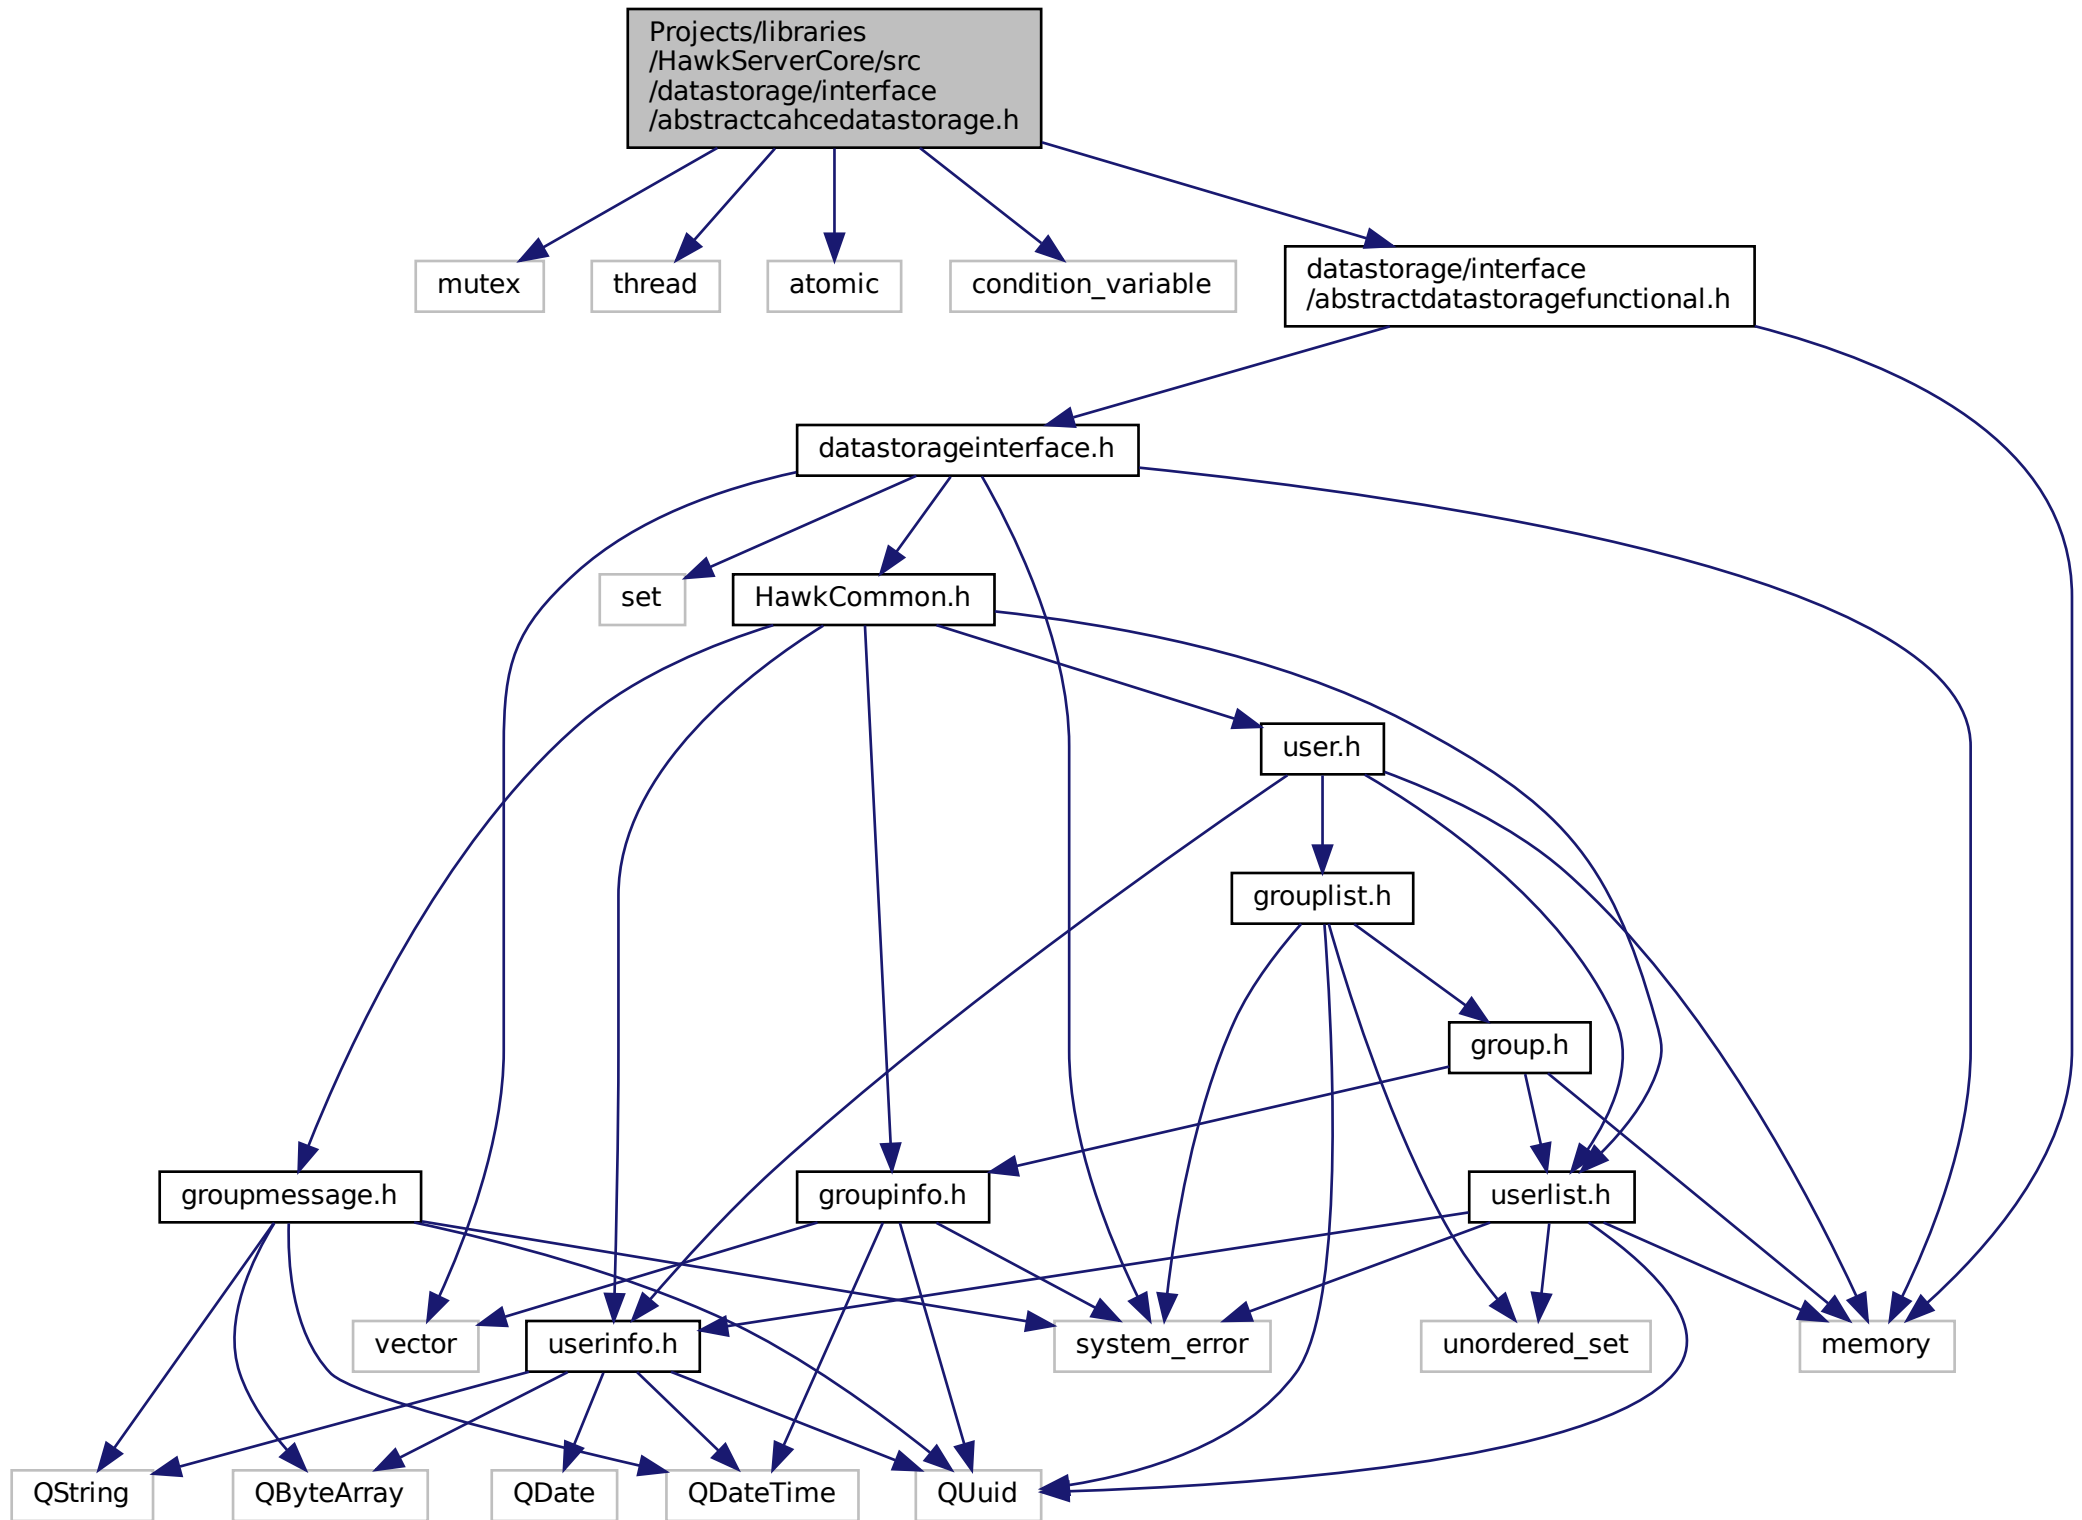 Projects/libraries
/HawkServerCore/src
/datastorage/interface
/abstractcahcedatastorage.h
mutex
thread
atomic
condition_variable
datastorage/interface
/abstractdatastoragefunctional.h
datastorageinterface.h
set
HawkCommon.h
user.h
grouplist.h
group.h
groupmessage.h
groupinfo.h
userlist.h
vector
userinfo.h
system_error
unordered_set
memory
QString
QByteArray
QDate
QDateTime
QUuid